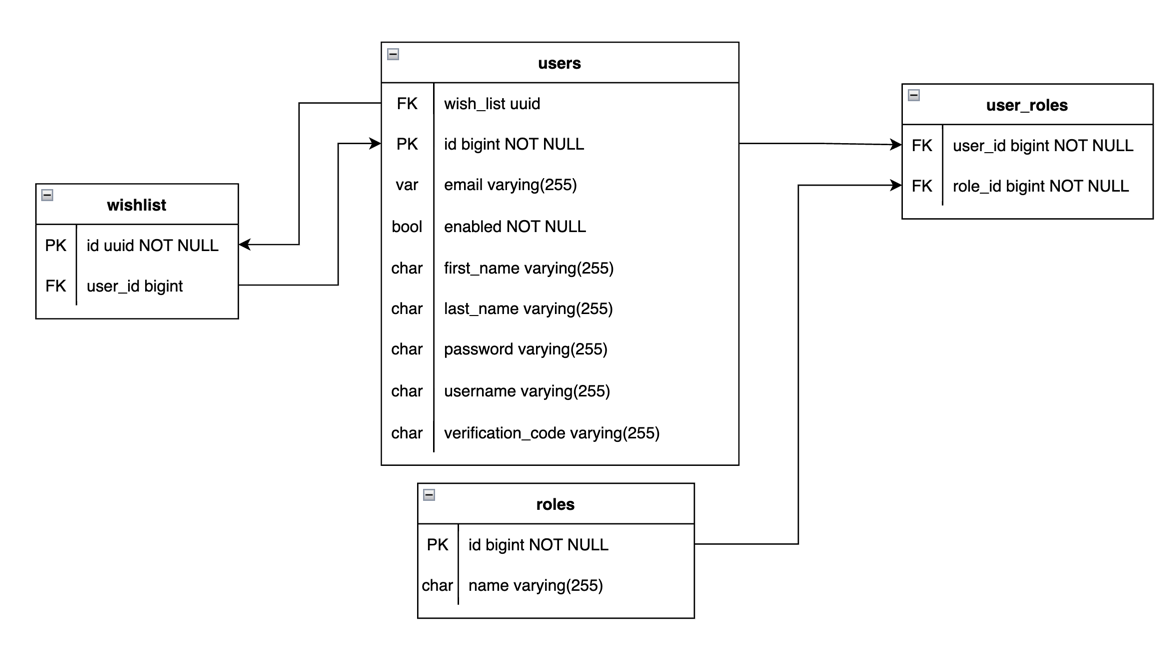 users
FK wish_list uuid
PK id bigint NOT NULL
var email varying(255)
bool enabled NOT NULL
char first_name varying(255)
char last_name varying(255)
char password varying(255)
char username varying(255)
char verification_code varying(255)
user_roles
FK user_id bigint NOT NULL
FK role_id bigint NOT NULL
wishlist
PK id uuid NOT NULL
FK user_id bigint
roles
PK id bigint NOT NULL
char name varying(255)